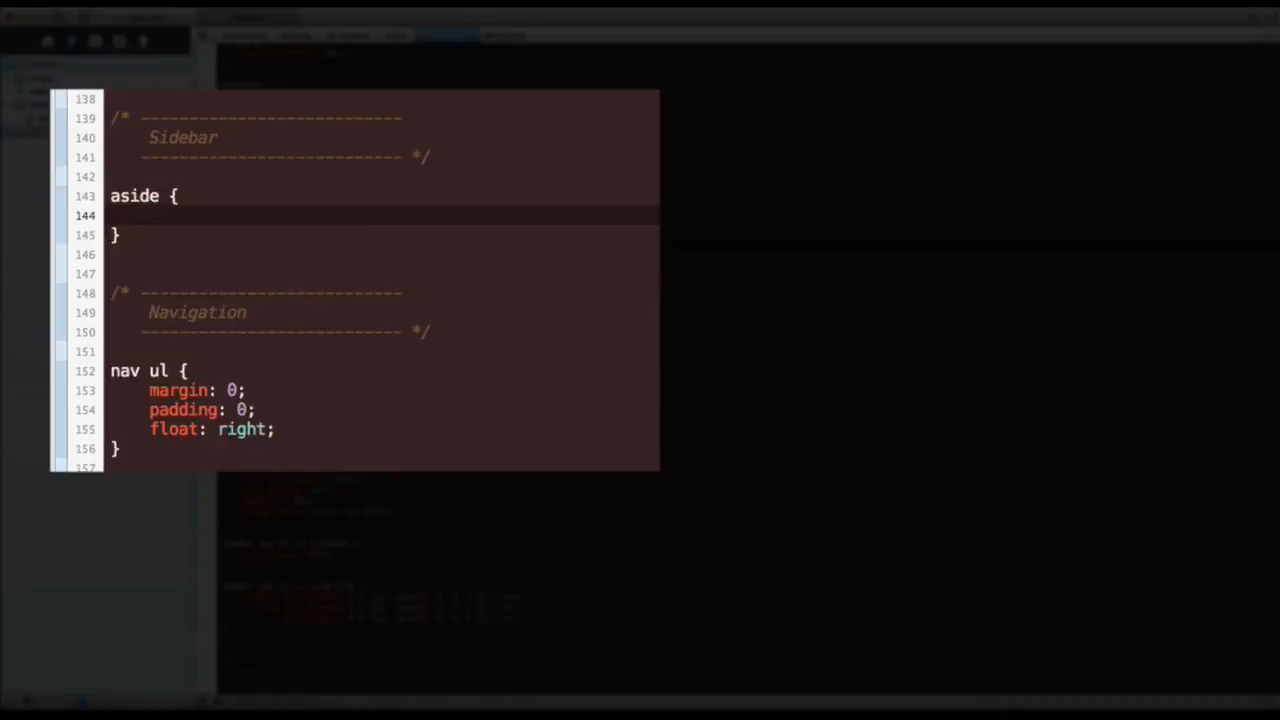 138
139 /* ---------------------------
140 Sidebar
141 --------------------------- */
142
143 aside {
144
145 }
146
147
148 /* ---------------------------
149 Navigation
150 --------------------------- */
151
152 nav ul {
153 margin: 0;
154 padding: 0;
155 float: right;
156 }
157